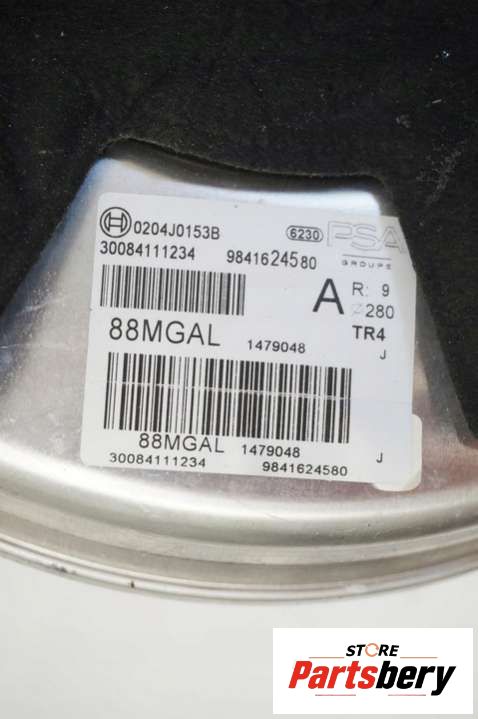 0204J0153B 6230 PSA
30084111234 9841624580 GROUPE
A R: 9
280
88MGAL 1479048 TR4
J
88MGAL 1479048 J
30084111234 9841624580
STORE
Partsbery